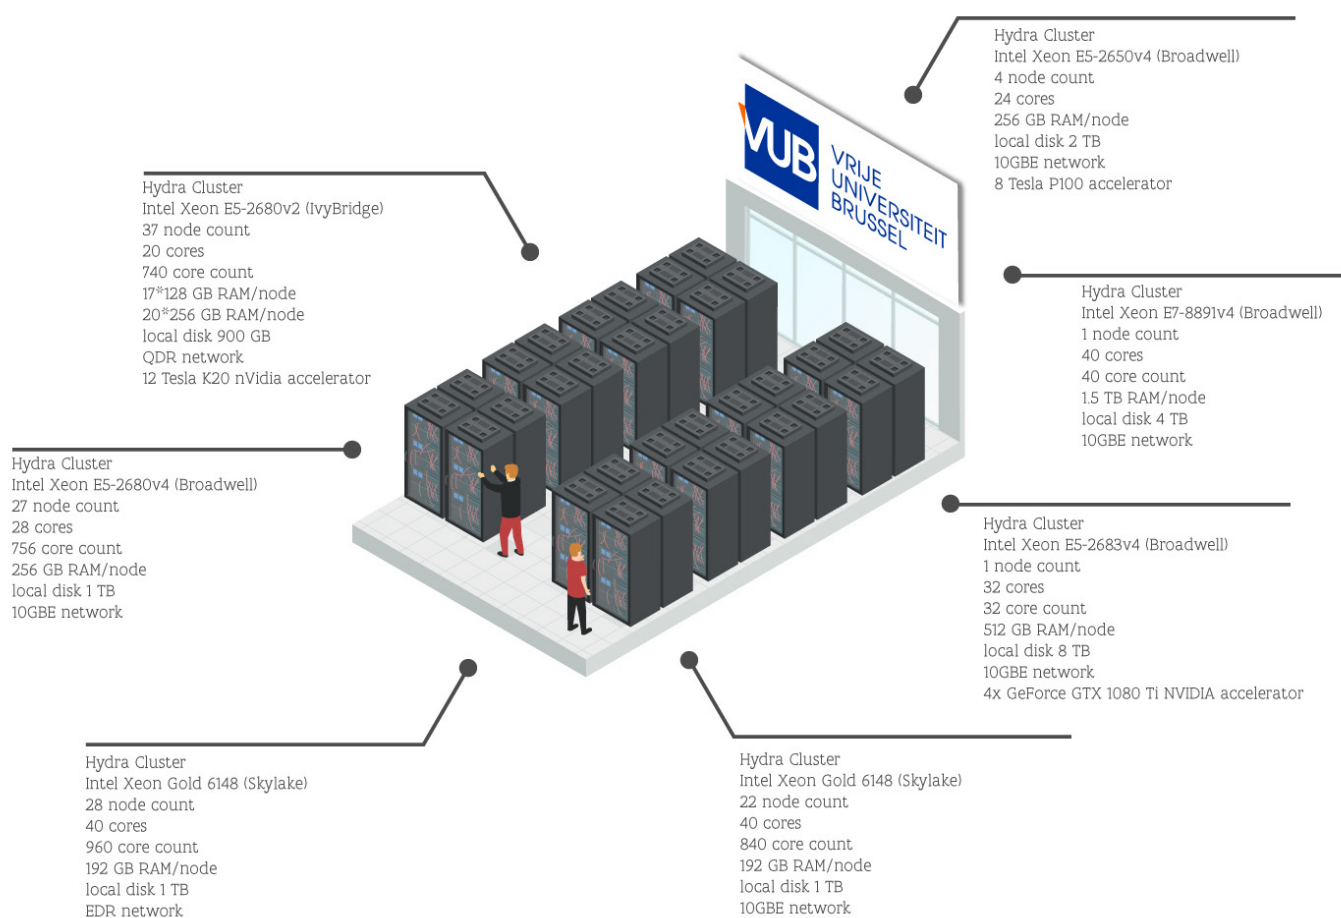 Hydra Cluster
Intel Xeon E5-2650v4 (Broadwell)
4 node count
24 cores
256 GB RAM/node
local disk 2 TB
10GBE network
8 Tesla P100 accelerator
VUB
VRIJE
UNIVERSITEIT
BRUSSEL
Hydra Cluster
Intel Xeon E5-2680v2 (IvyBridge)
37 node count
20 cores
740 core count
17*128 GB RAM/node
20*256 GB RAM/node
local disk 900 GB
QDR network
12 Tesla K20 nVidia accelerator
Hydra Cluster
Intel Xeon E7-8891v4 (Broadwell)
1 node count
40 cores
40 core count
1.5 TB RAM/node
local disk 4 TB
10GBE network
Hydra Cluster
Intel Xeon E5-2680v4 (Broadwell)
27 node count
28 cores
756 core count
256 GB RAM/node
local disk 1 TB
10GBE network
Hydra Cluster
Intel Xeon E5-2683v4 (Broadwell)
1 node count
32 cores
32 core count
512 GB RAM/node
local disk 8 TB
10GBE network
4x GeForce GTX 1080 Ti NVIDIA accelerator
Hydra Cluster
Intel Xeon Gold 6148 (Skylake)
28 node count
40 cores
960 core count
192 GB RAM/node
local disk 1 TB
EDR network
Hydra Cluster
Intel Xeon Gold 6148 (Skylake)
22 node count
40 cores
840 core count
192 GB RAM/node
local disk 1 TB
10GBE network